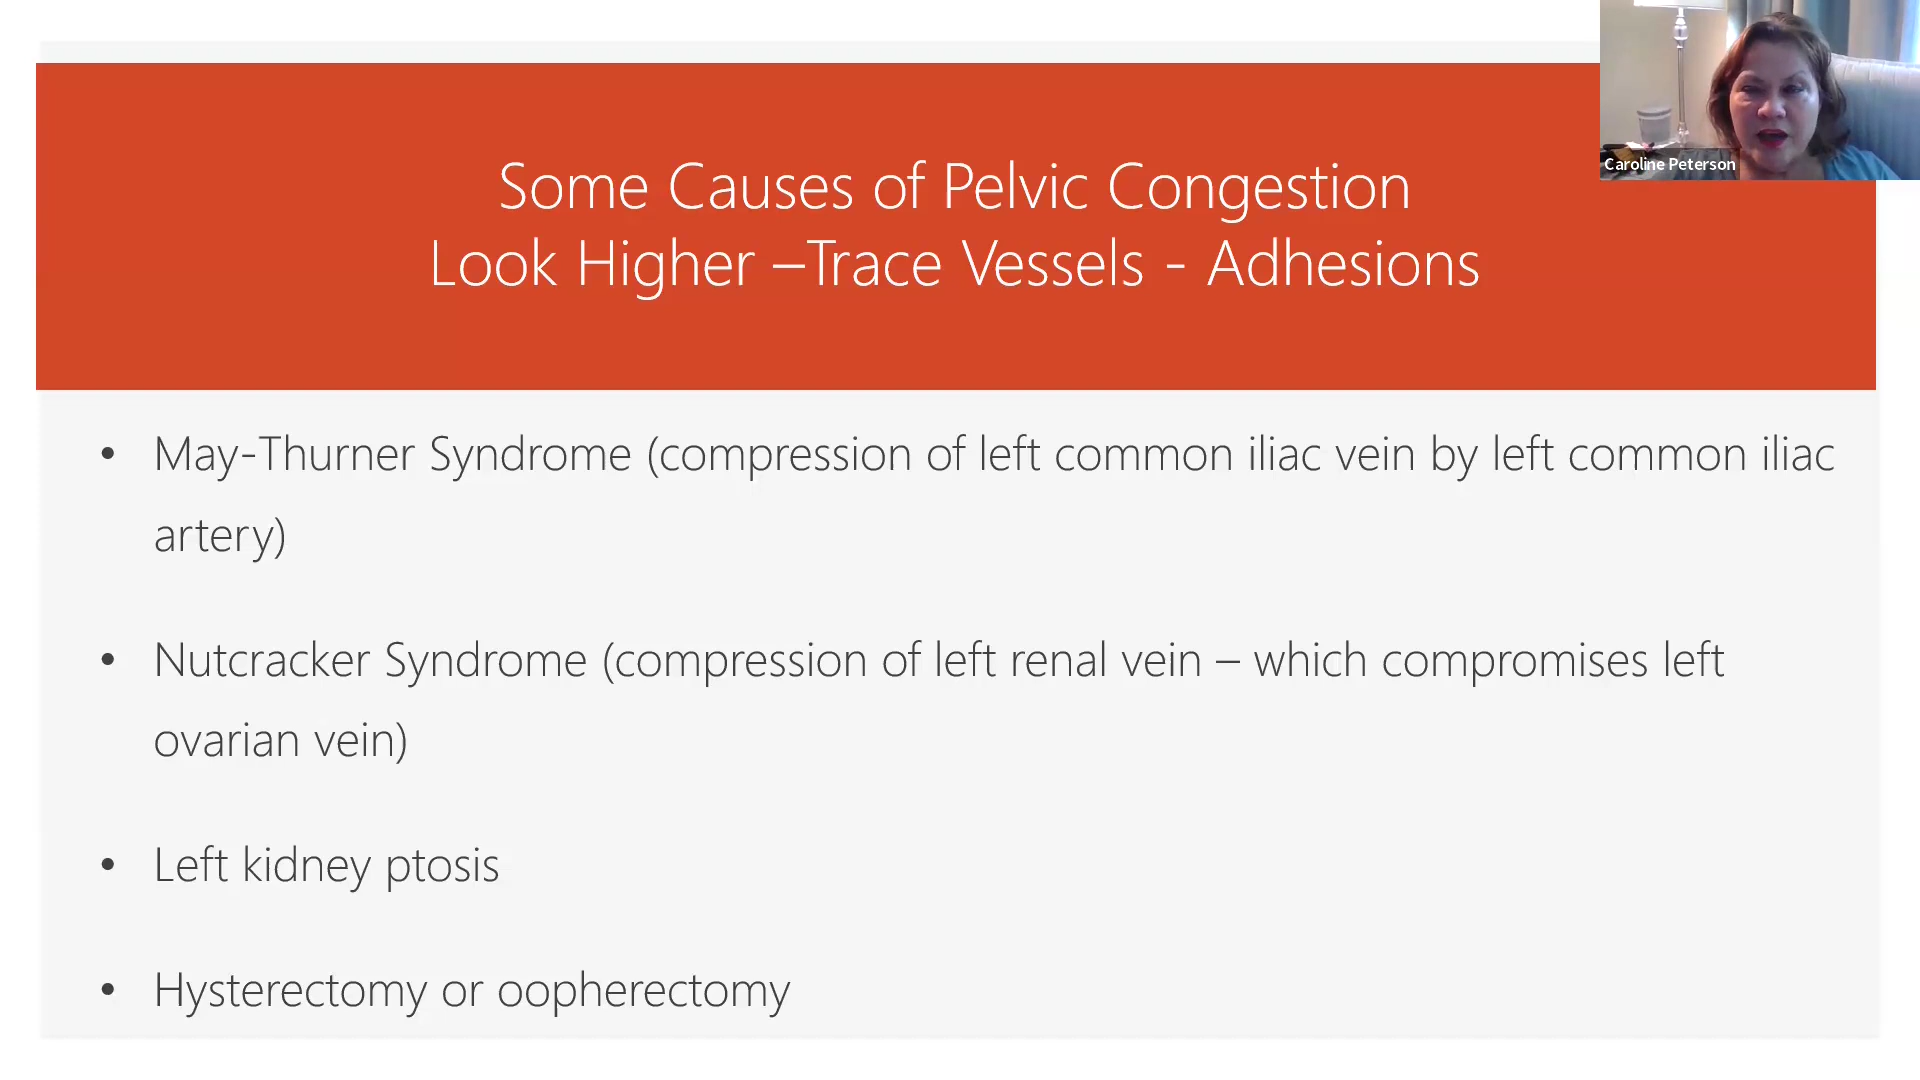 Some Causes of Pelvic Congestion
Look Higher –Trace Vessels - Adhesions
Caroline Peterson
• May-Thurner Syndrome (compression of left common iliac vein by left common iliac
artery)
• Nutcracker Syndrome (compression of left renal vein – which compromises left
ovarian vein)
• Left kidney ptosis
• Hysterectomy or oopherectomy